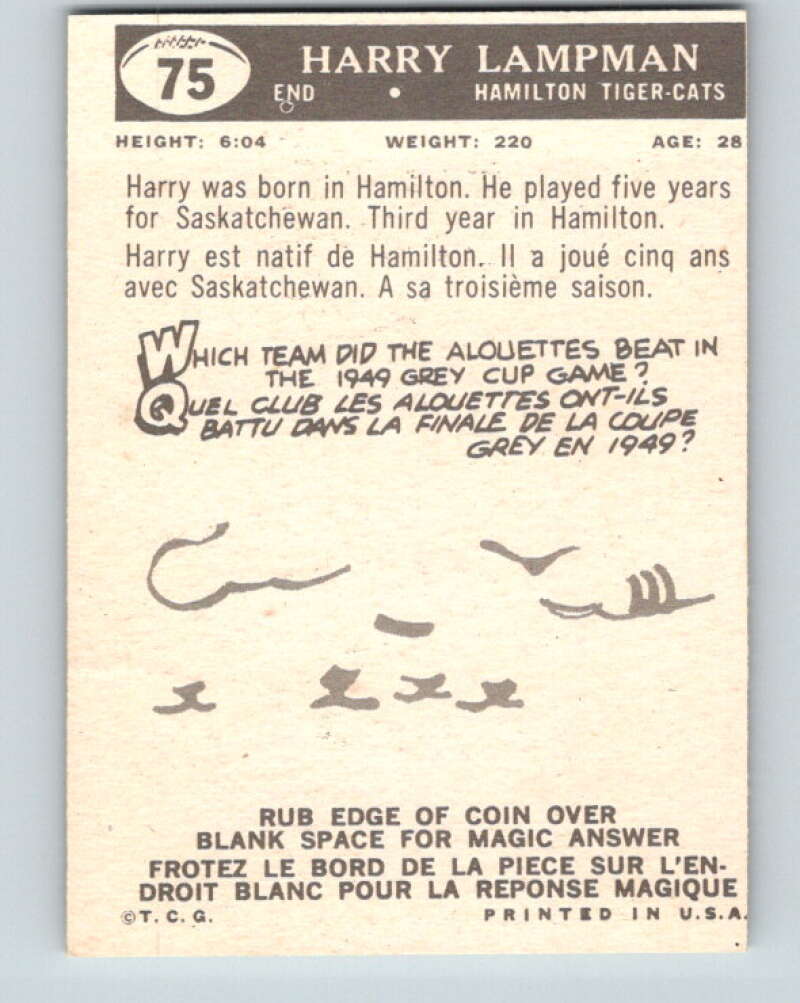 75
HARRY LAMPMAN
END • HAMILTON TIGER-CATS
HEIGHT: 6:04 WEIGHT: 220 AGE: 28
Harry was born in Hamilton. He played five years
for Saskatchewan. Third year in Hamilton.
Harry est natif de Hamilton. Il a joué cinq ans
avec Saskatchewan. A sa troisième saison.
WHICH TEAM DID THE ALOUETTES BEAT IN
THE 1949 GREY CUP GAME?
QUEL CLUB LES ALOUETTES ONT-ILS
BATTU DANS LA FINALE DE LA COUPE
GREY EN 1949?
RUB EDGE OF COIN OVER
BLANK SPACE FOR MAGIC ANSWER
FROTEZ LE BORD DE LA PIECE SUR L'EN-
DROIT BLANC POUR LA REPONSE MAGIQUE
©T.C.G. PRINTED IN U.S.A.